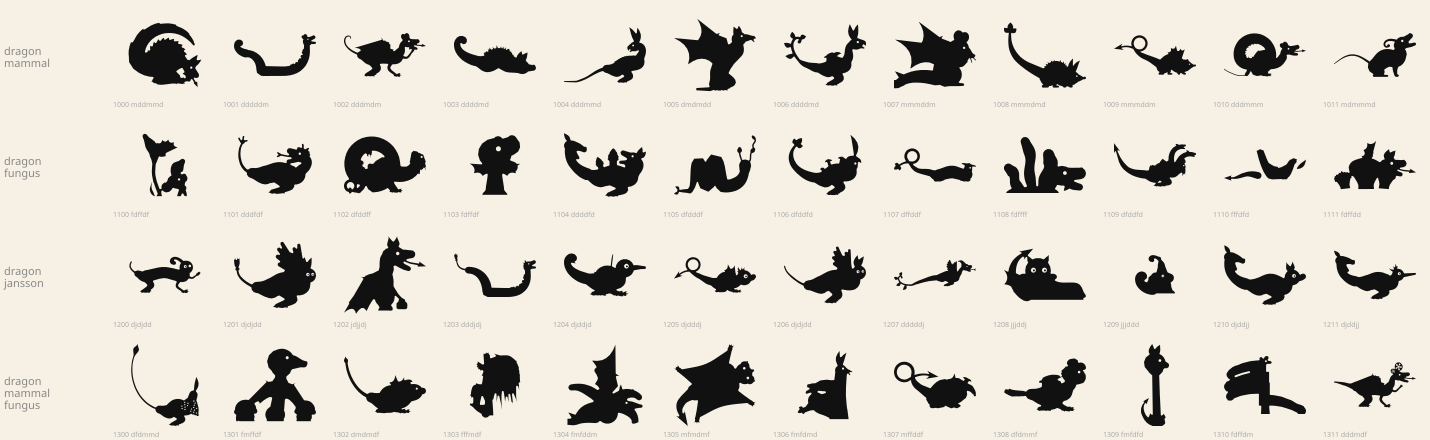 dragon
mammal
1000 mddmmd
1001 dddddm
1002 dddmdm
1003 ddddmd
1004 dmmmmd
1005 dmdmdd
1006 ddddmd
1007 mmmddm
1008 mmmdmd
1009 mmmddm
1010 dddmmm
1011 mdmmmd
dragon
fungus
1100 fdffdf
1101 dddfdf
1102 dfddff
1103 fdffdf
1104 ddddfd
1105 dfdddf
1106 dfddfd
1107 dffddf
1108 fdffff
1109 dfddfd
1110 fffdfd
1111 fdffdd
dragon
jansson
1200 djdjdd
1201 djdjdd
1202 jdjjdj
1203 dddjdj
1204 djddjd
1205 djdddj
1206 djdjdd
1207 dddddj
1208 jjjddj
1209 jjjddd
1210 djddjj
1211 djddjj
dragon
mammal
fungus
1300 dfdmmd
1301 fmffdf
1302 dmdmdf
1303 fffmdf
1304 fmfddm
1305 mfmdmf
1306 fmfdmd
1307 mffddf
1308 dfdmmf
1309 fmfdfd
1310 fdffdm
1311 dddmdf